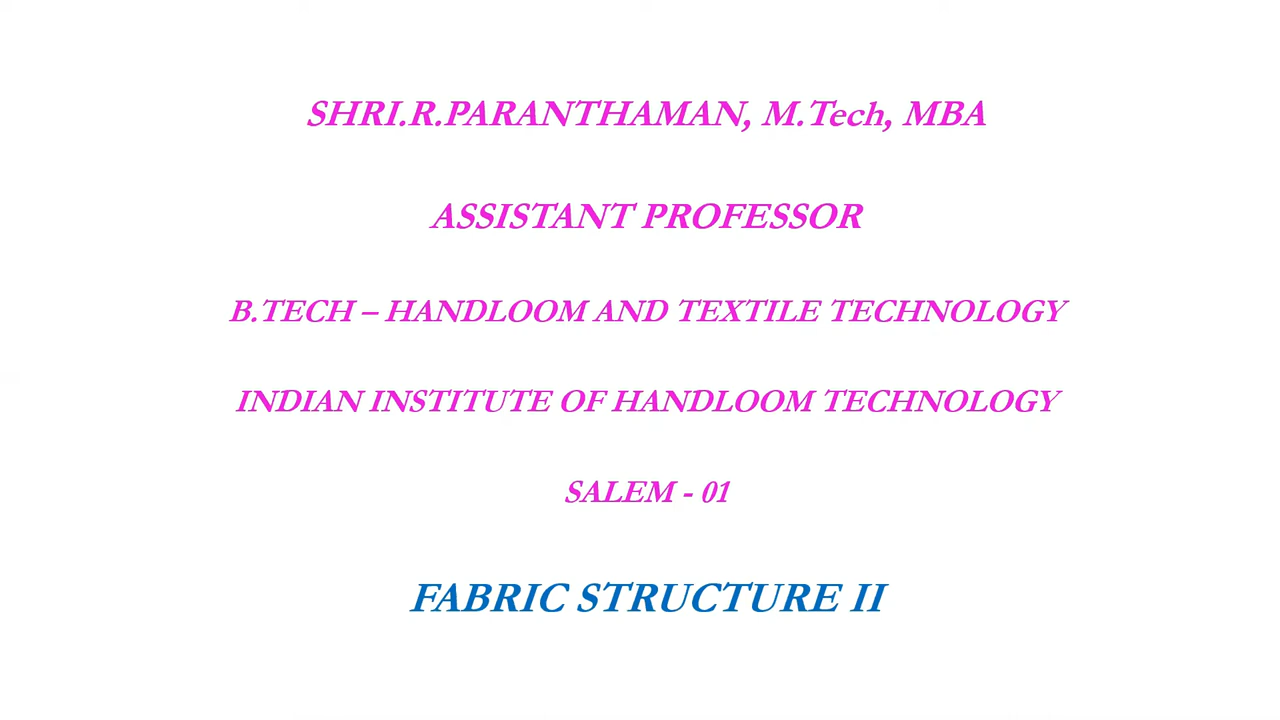 SHRI.R.PARANTHAMAN, M.Tech, MBA
ASSISTANT PROFESSOR
B.TECH – HANDLOOM AND TEXTILE TECHNOLOGY
INDIAN INSTITUTE OF HANDLOOM TECHNOLOGY
SALEM - 01
FABRIC STRUCTURE II